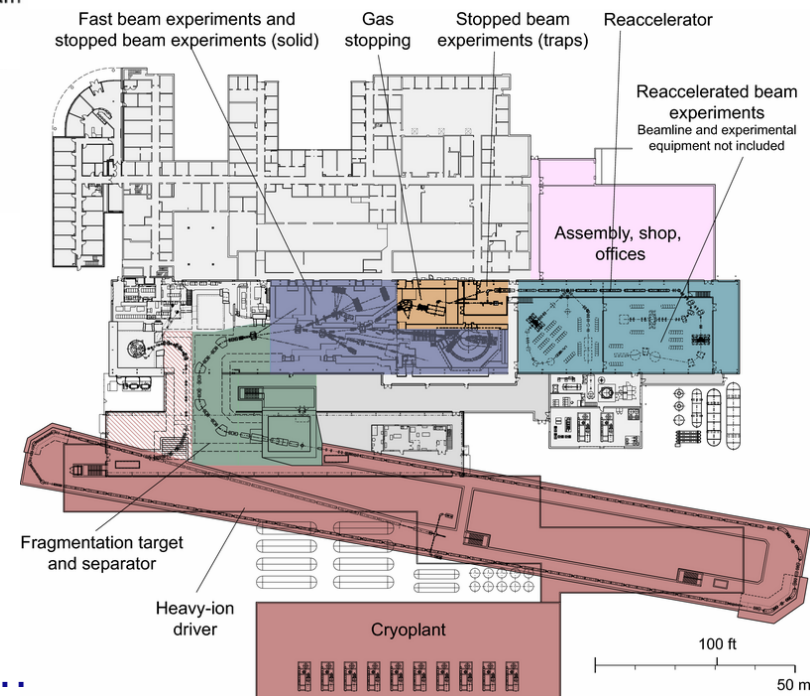 Fast beam experiments and
stopped beam experiments (solid)
Gas
stopping
Stopped beam
experiments (traps)
Reaccelerator
Reaccelerated beam
experiments
Beamline and experimental
equipment not included
Assembly, shop,
offices
Fragmentation target
and separator
Heavy-ion
driver
Cryoplant
100 ft
50 m